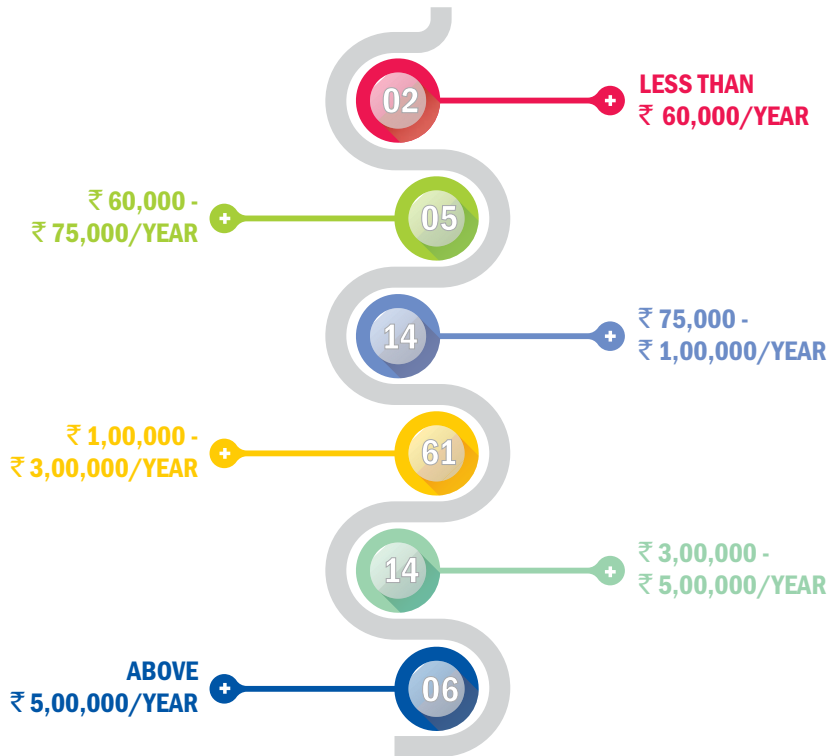 02
LESS THAN
₹ 60,000/YEAR
₹ 60,000 -
₹ 75,000/YEAR
05
14
₹ 75,000 -
₹ 1,00,000/YEAR
₹ 1,00,000 -
₹ 3,00,000/YEAR
61
14
₹ 3,00,000 -
₹ 5,00,000/YEAR
ABOVE
₹ 5,00,000/YEAR
06